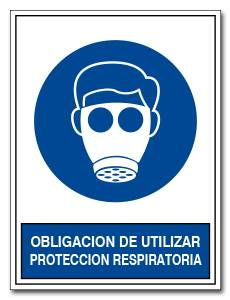 OBLIGACION DE UTILIZAR
PROTECCION RESPIRATORIA